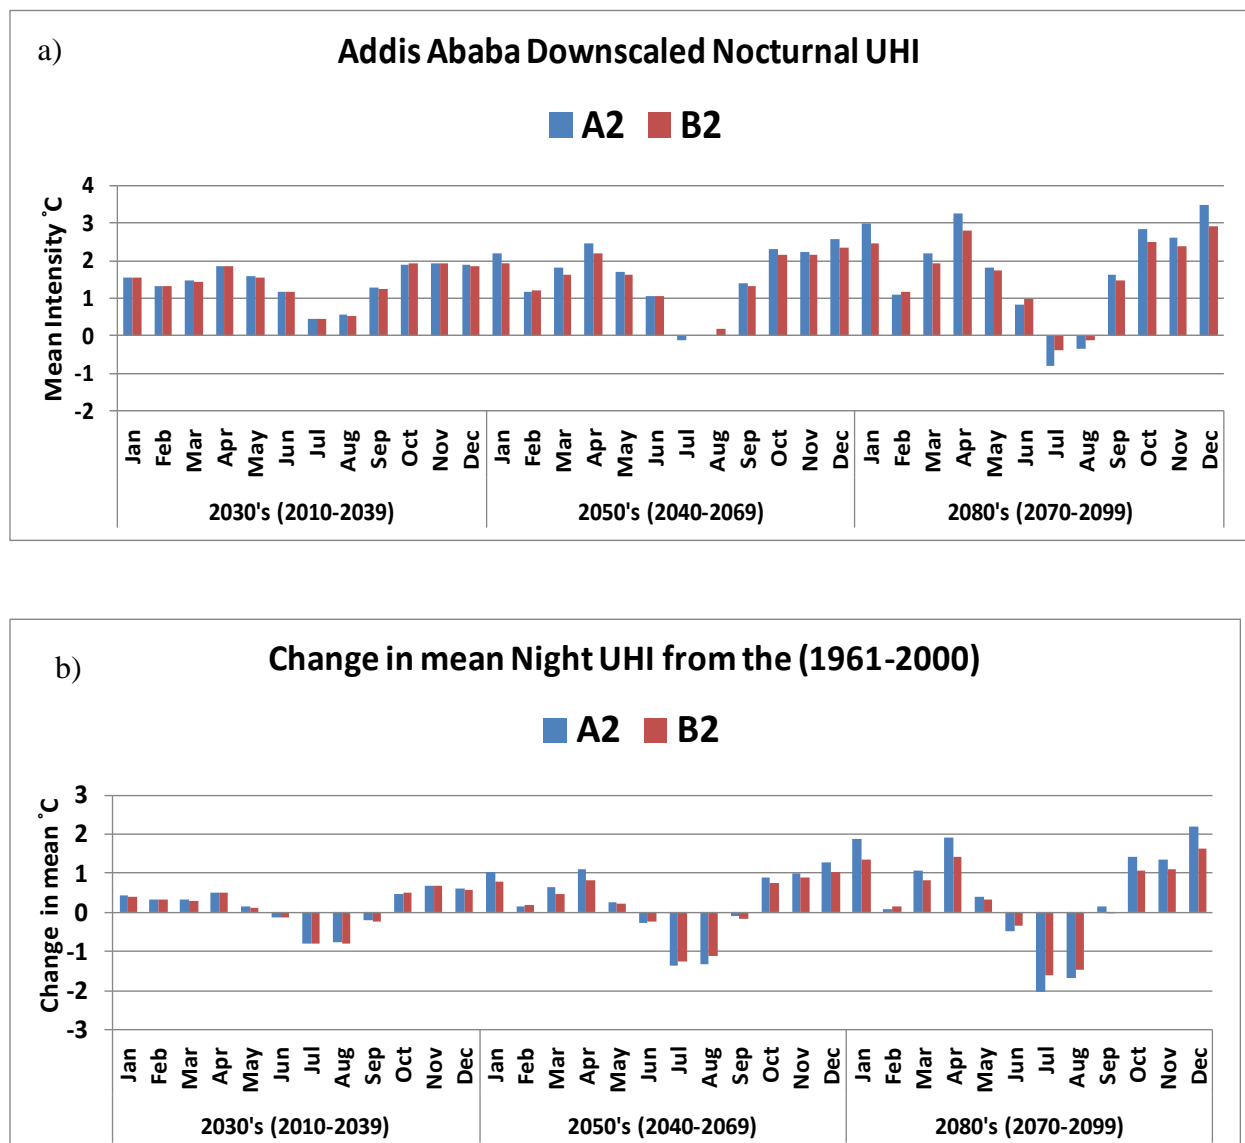 a)
Addis Ababa Downscaled Nocturnal UHI
A2 B2
Mean Intensity ˚C
4
3
2
1
0
-1
-2
Jan Feb Mar Apr May Jun Jul Aug Sep Oct Nov Dec Jan Feb Mar Apr May Jun Jul Aug Sep Oct Nov Dec Jan Feb Mar Apr May Jun Jul Aug Sep Oct Nov Dec
2030's (2010-2039) 2050's (2040-2069) 2080's (2070-2099)
b)
Change in mean Night UHI from the (1961-2000)
A2 B2
Change in mean ˚C
3
2
1
0
-1
-2
-3
Jan Feb Mar Apr May Jun Jul Aug Sep Oct Nov Dec Jan Feb Mar Apr May Jun Jul Aug Sep Oct Nov Dec Jan Feb Mar Apr May Jun Jul Aug Sep Oct Nov Dec
2030's (2010-2039) 2050's (2040-2069) 2080's (2070-2099)